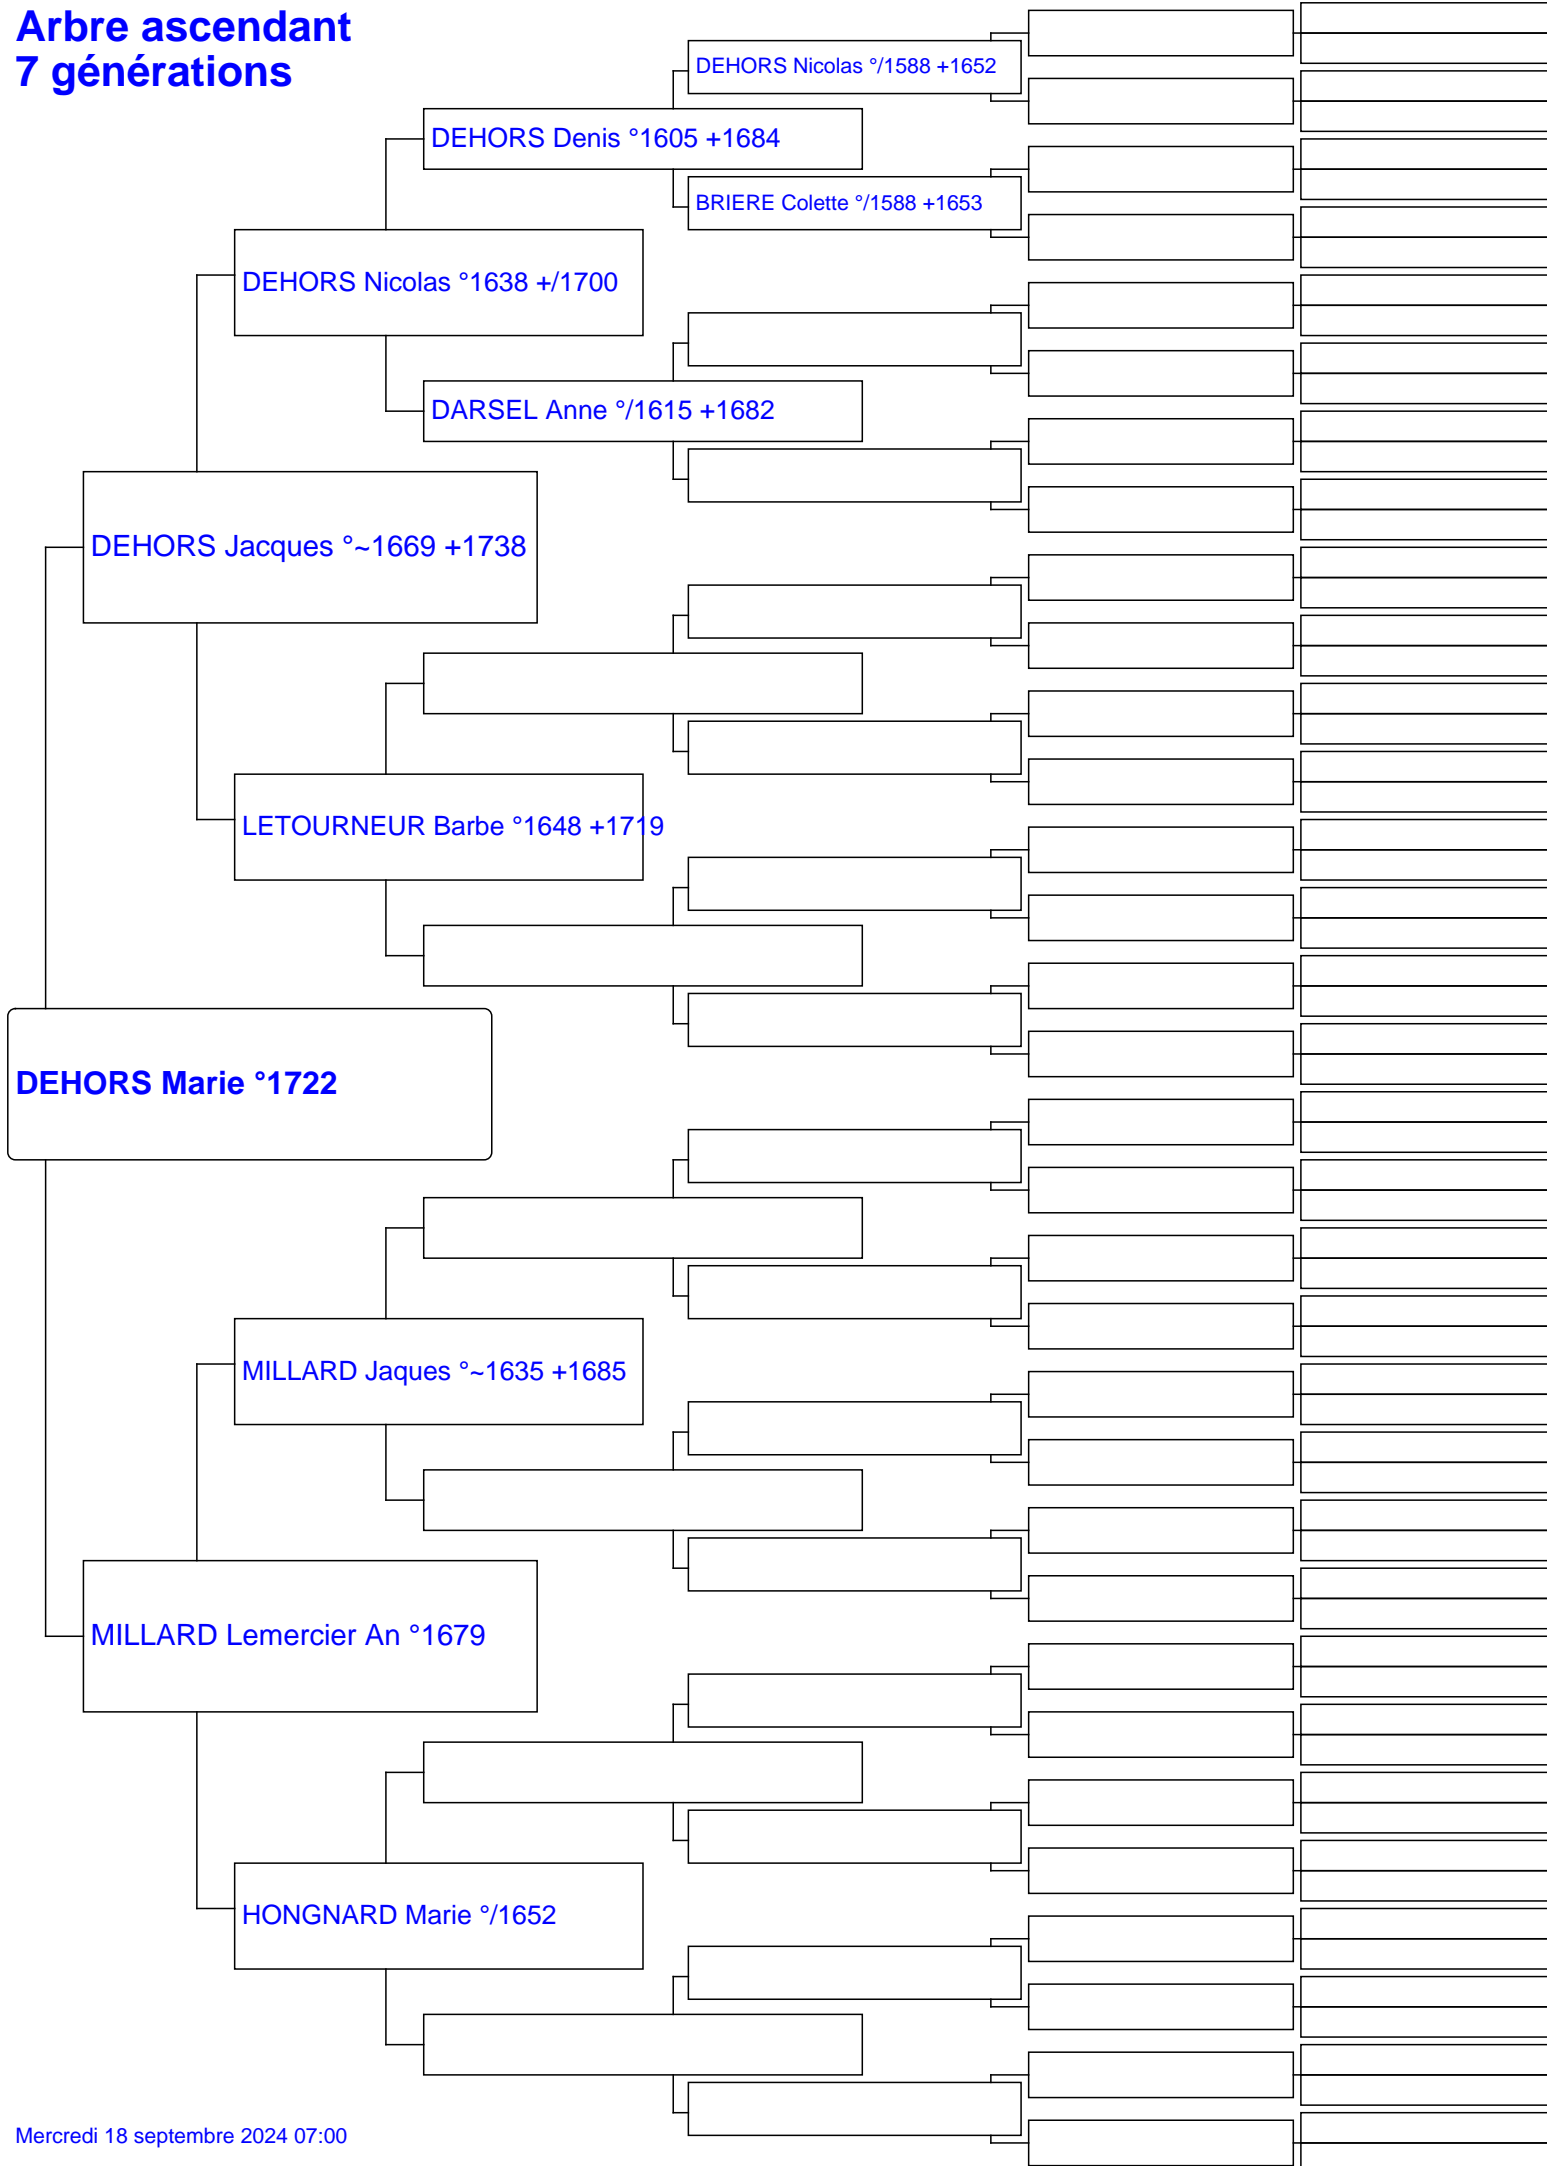 Arbre ascendant
7 générations
DEHORS Nicolas °/1588 +1652
DEHORS Denis °1605 +1684
BRIERE Colette °/1588 +1653
DEHORS Nicolas °1638 +/1700
DARSEL Anne °/1615 +1682
DEHORS Jacques °~1669 +1738
LETOURNEUR Barbe °1648 +1719
DEHORS Marie °1722
MILLARD Jaques °~1635 +1685
MILLARD Lemercier An °1679
HONGNARD Marie °/1652
Mercredi 18 septembre 2024 07:00